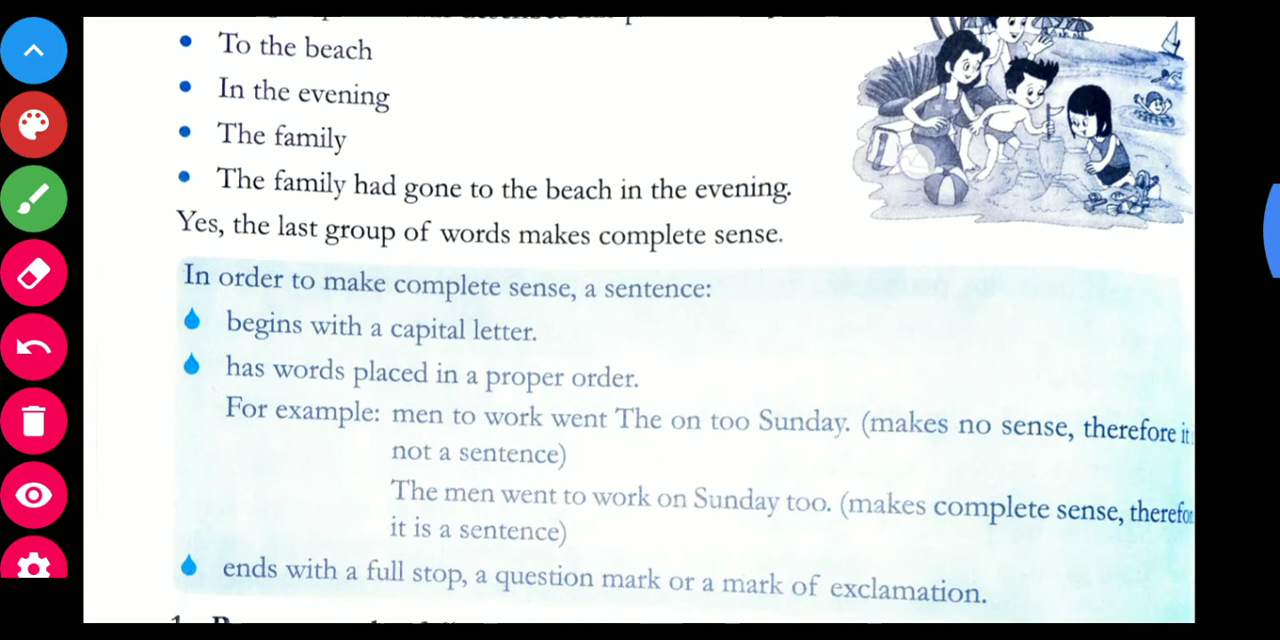 To the beach
In the evening
The family
The family had gone to the beach in the evening.
Yes, the last group of words makes complete sense.
In order to make complete sense, a sentence:
begins with a capital letter.
has words placed in a proper order.
For example: men to work went The on too Sunday. (makes no sense, therefore it
not a sentence)
The men went to work on Sunday too. (makes complete sense,
it is a sentence)
ends with a full stop, a question mark or a mark of exclamation.